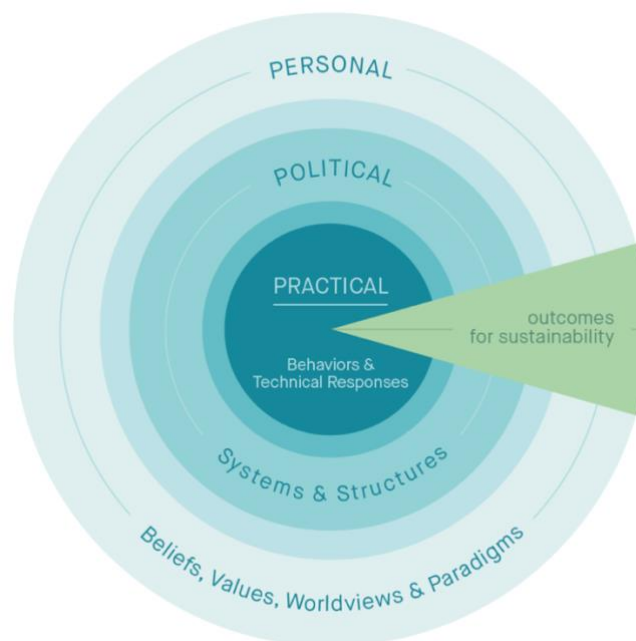 PERSONAL
POLITICAL
PRACTICAL
Behaviors &
Technical Responses
outcomes
for sustainability
Systems & Structures
Beliefs, Values, Worldviews & Paradigms